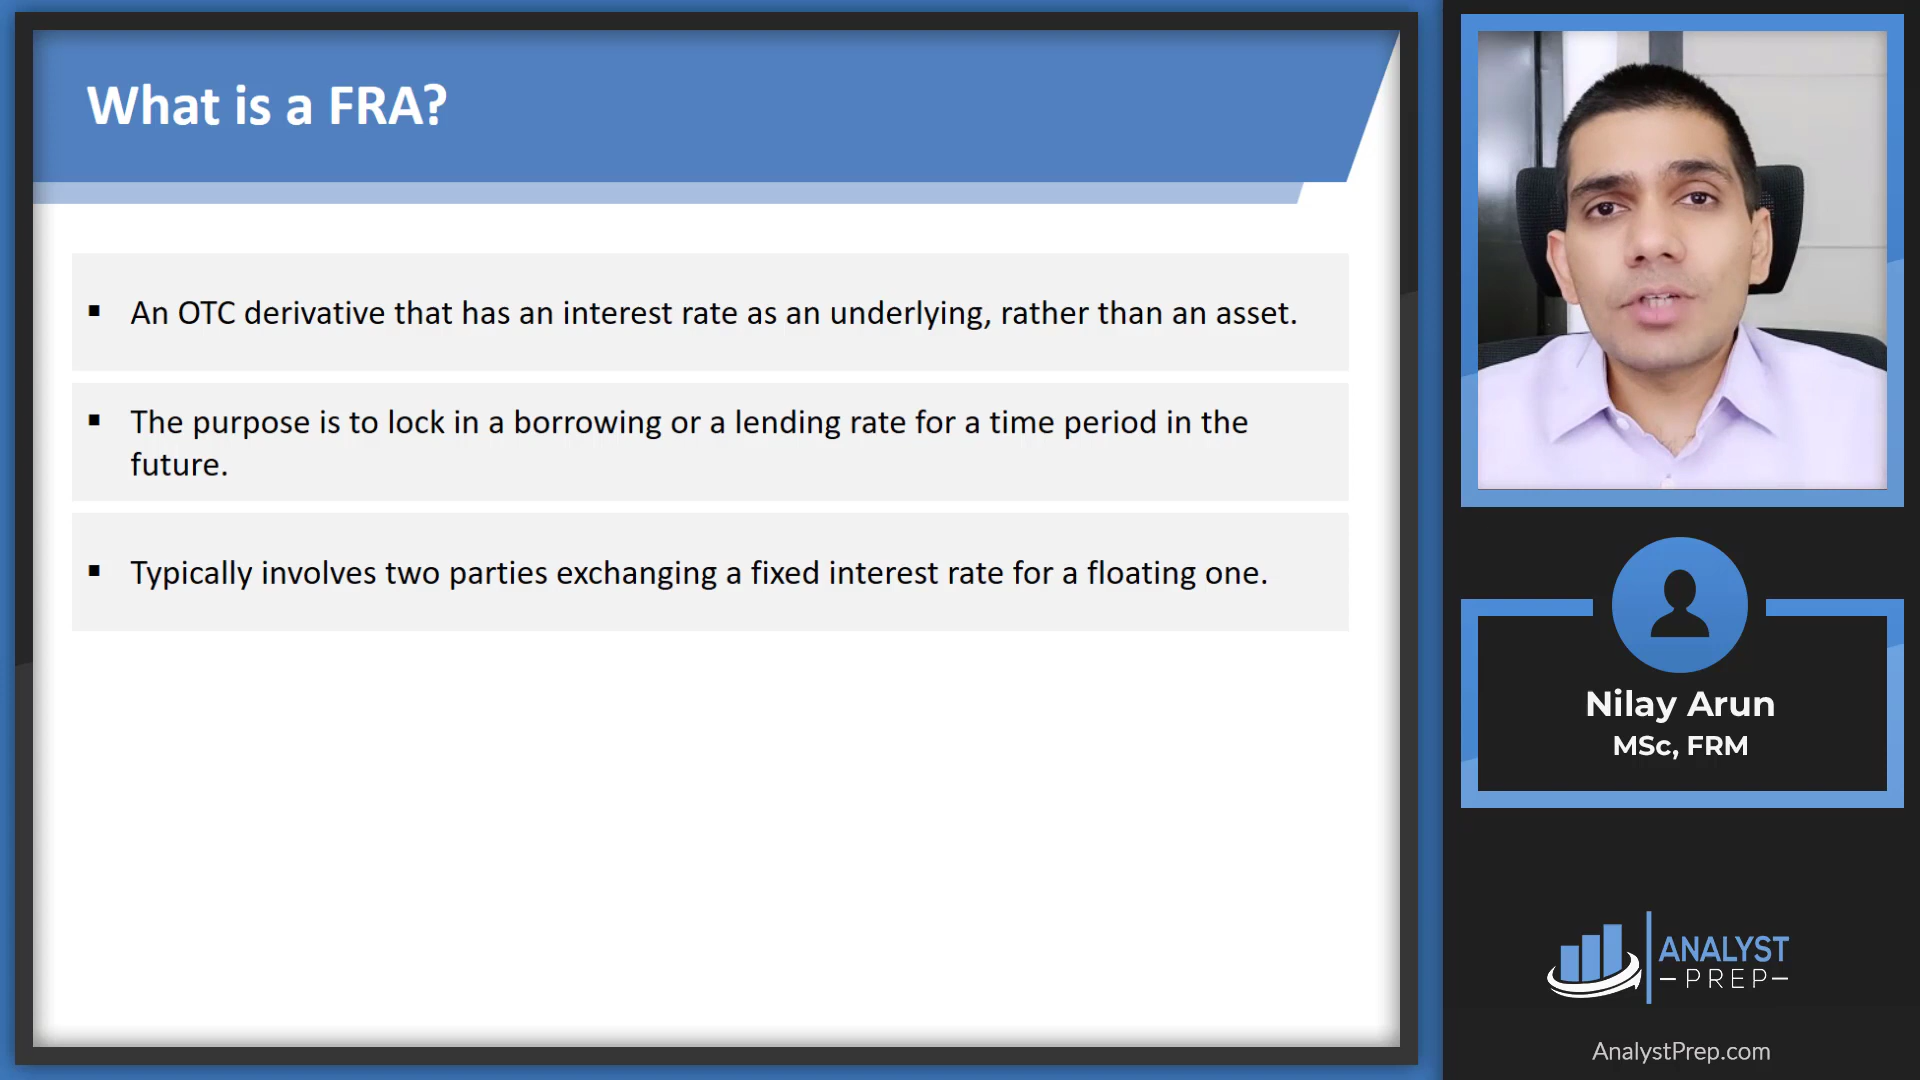 What is a FRA?
▪ An OTC derivative that has an interest rate as an underlying, rather than an asset.
▪ The purpose is to lock in a borrowing or a lending rate for a time period in the
future.
▪ Typically involves two parties exchanging a fixed interest rate for a floating one.
Nilay Arun
MSc, FRM
ANALYST
PREP
AnalystPrep.com